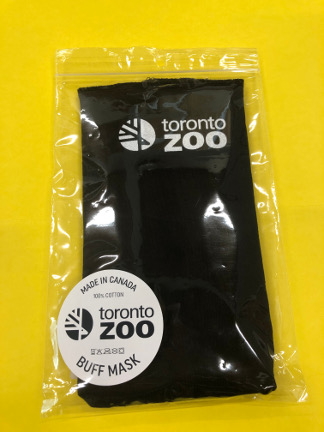 toronto
ZOO
MADE IN CANADA
100% COTTON
toronto
ZOO
BUFF MASK